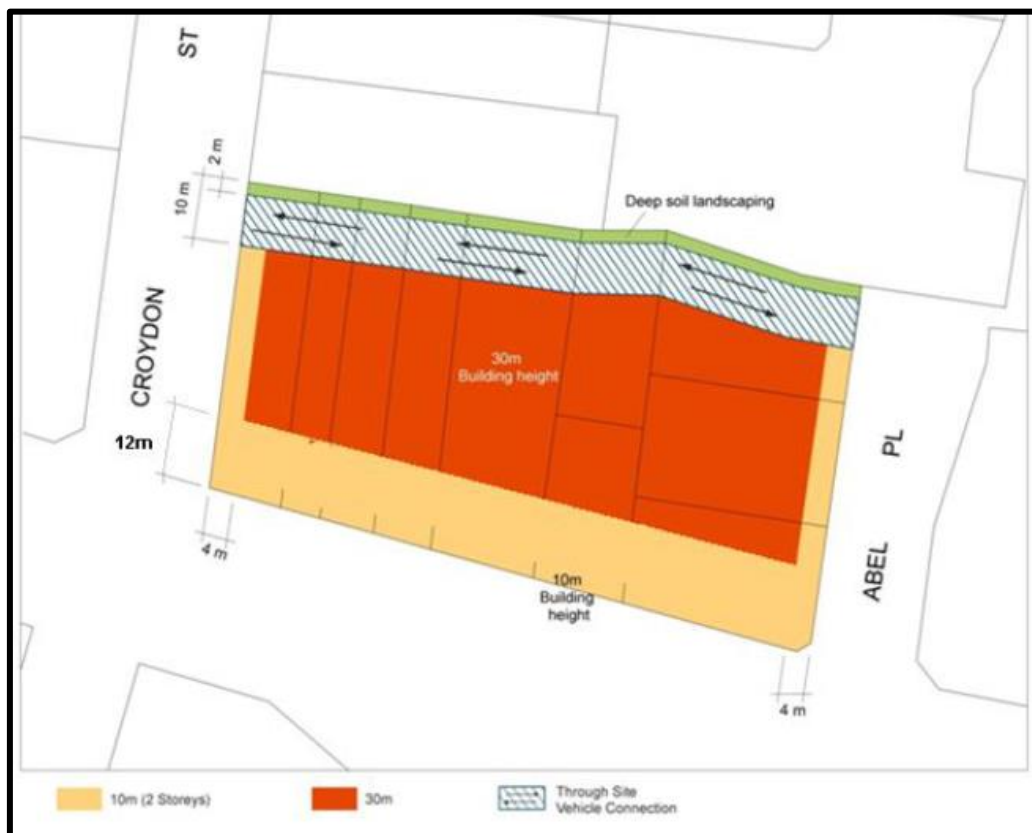 ST
2 m
10 m
Deep soil landscaping
CROYDON
30m
Building height
12m
PL
4 m
ABEL
10m
Building
height
4 m
10m (2 Storeys)
30m
Through Site
Vehicle Connection